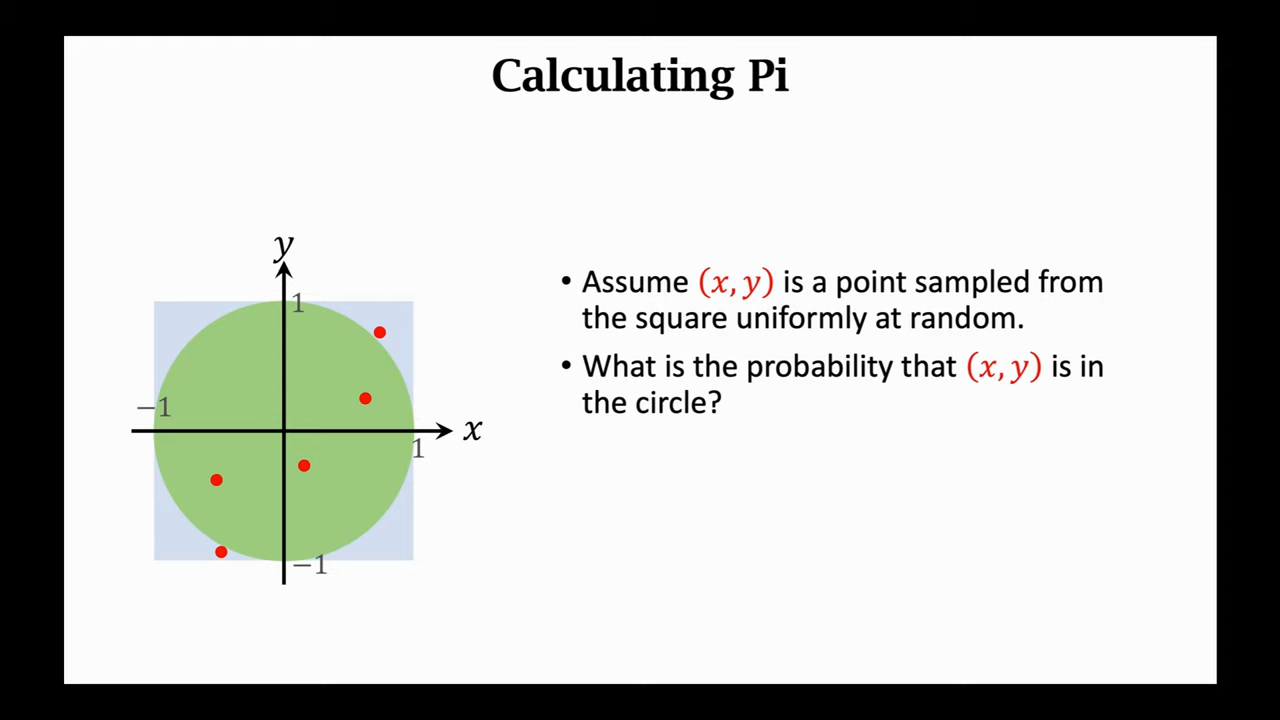 Calculating Pi
y
1
−1
x
1
−1
• Assume (x, y) is a point sampled from
the square uniformly at random.
• What is the probability that (x, y) is in
the circle?